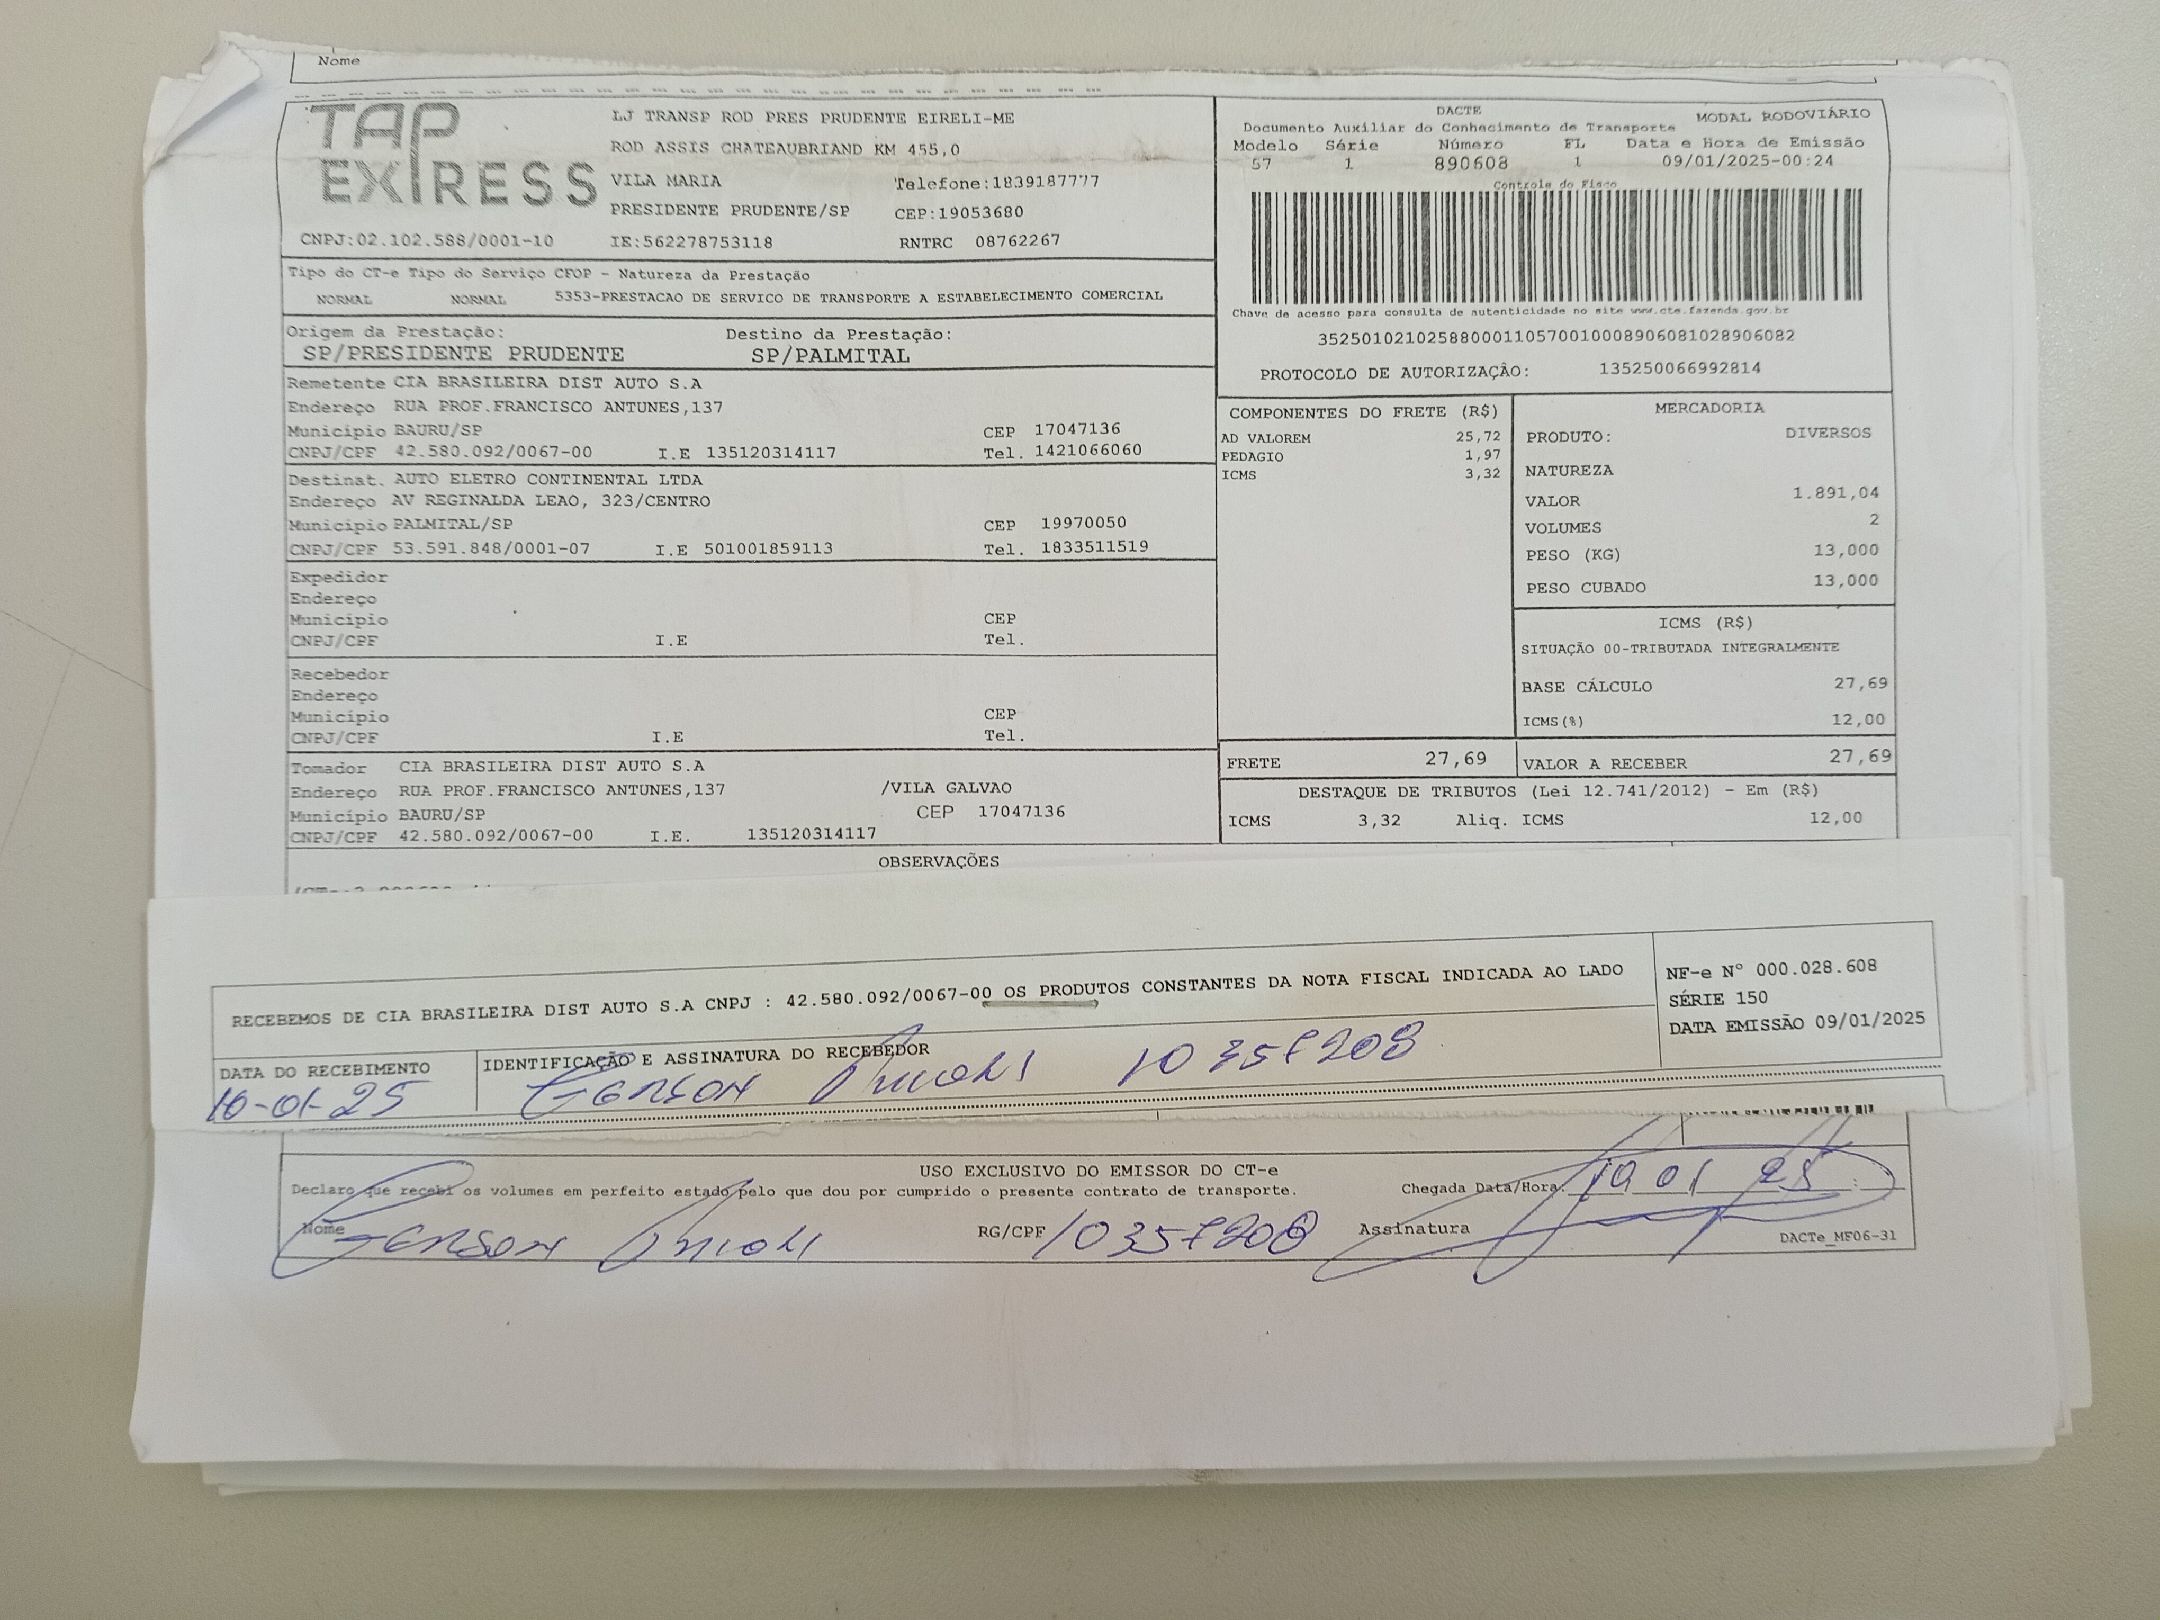 Nome
TAP
EXPRESS
LJ TRANSP ROD PRES PRUDENTE EIRELI-ME
ROD ASSIS CHATEAUBRIAND KM 455,0
VILA MARIA Telefone:1839187777
PRESIDENTE PRUDENTE/SP CEP:19053680
CNPJ:02.102.588/0001-10 IE:562278753118 RNTRC 08762267
DACTE MODAL RODOVIÁRIO
Documento Auxiliar do Conhecimento de Transporte
Modelo Série Número FL Data e Hora de Emissão
57 1 890608 1 09/01/2025-00:24
Controle do Fisco
Chave de acesso para consulta de autenticidade no site www.cte.fazenda.gov.br
35250102102588000110570010008906081028906082
PROTOCOLO DE AUTORIZAÇÃO: 135250066992814
Tipo do CT-e Tipo do Serviço CFOP - Natureza da Prestação
NORMAL NORMAL 5353-PRESTACAO DE SERVICO DE TRANSPORTE A ESTABELECIMENTO COMERCIAL
Origem da Prestação: Destino da Prestação:
SP/PRESIDENTE PRUDENTE SP/PALMITAL
Remetente CIA BRASILEIRA DIST AUTO S.A
Endereço RUA PROF.FRANCISCO ANTUNES,137
Município BAURU/SP CEP 17047136
CNPJ/CPF 42.580.092/0067-00 I.E 135120314117 Tel. 1421066060
Destinat. AUTO ELETRO CONTINENTAL LTDA
Endereço AV REGINALDA LEAO, 323/CENTRO
Município PALMITAL/SP CEP 19970050
CNPJ/CPF 53.591.848/0001-07 I.E 501001859113 Tel. 1833511519
Expedidor
Endereço
Município CEP
CNPJ/CPF I.E Tel.
Recebedor
Endereço
Município CEP
CNPJ/CPF I.E Tel.
Tomador CIA BRASILEIRA DIST AUTO S.A
Endereço RUA PROF.FRANCISCO ANTUNES,137 /VILA GALVAO
Município BAURU/SP CEP 17047136
CNPJ/CPF 42.580.092/0067-00 I.E. 135120314117
COMPONENTES DO FRETE (R$)
AD VALOREM 25,72
PEDAGIO 1,97
ICMS 3,32
MERCADORIA
PRODUTO: DIVERSOS
NATUREZA
VALOR 1.891,04
VOLUMES 2
PESO (KG) 13,000
PESO CUBADO 13,000
ICMS (R$)
SITUAÇÃO 00-TRIBUTADA INTEGRALMENTE
BASE CÁLCULO 27,69
ICMS(%) 12,00
FRETE 27,69 VALOR A RECEBER 27,69
DESTAQUE DE TRIBUTOS (Lei 12.741/2012) - Em (R$)
ICMS 3,32 Aliq. ICMS 12,00
OBSERVAÇÕES
RECEBEMOS DE CIA BRASILEIRA DIST AUTO S.A CNPJ : 42.580.092/0067-00 OS PRODUTOS CONSTANTES DA NOTA FISCAL INDICADA AO LADO
NF-e Nº 000.028.608
SÉRIE 150
DATA EMISSÃO 09/01/2025
DATA DO RECEBIMENTO IDENTIFICAÇÃO E ASSINATURA DO RECEBEDOR
10-01-25 Gerson 10357208
USO EXCLUSIVO DO EMISSOR DO CT-e
Declaro que recebi os volumes em perfeito estado pelo que dou por cumprido o presente contrato de transporte. Chegada Data/Hora: 10 01 25
Nome Gerson RG/CPF 10357208 Assinatura
DACTe_MF06-31